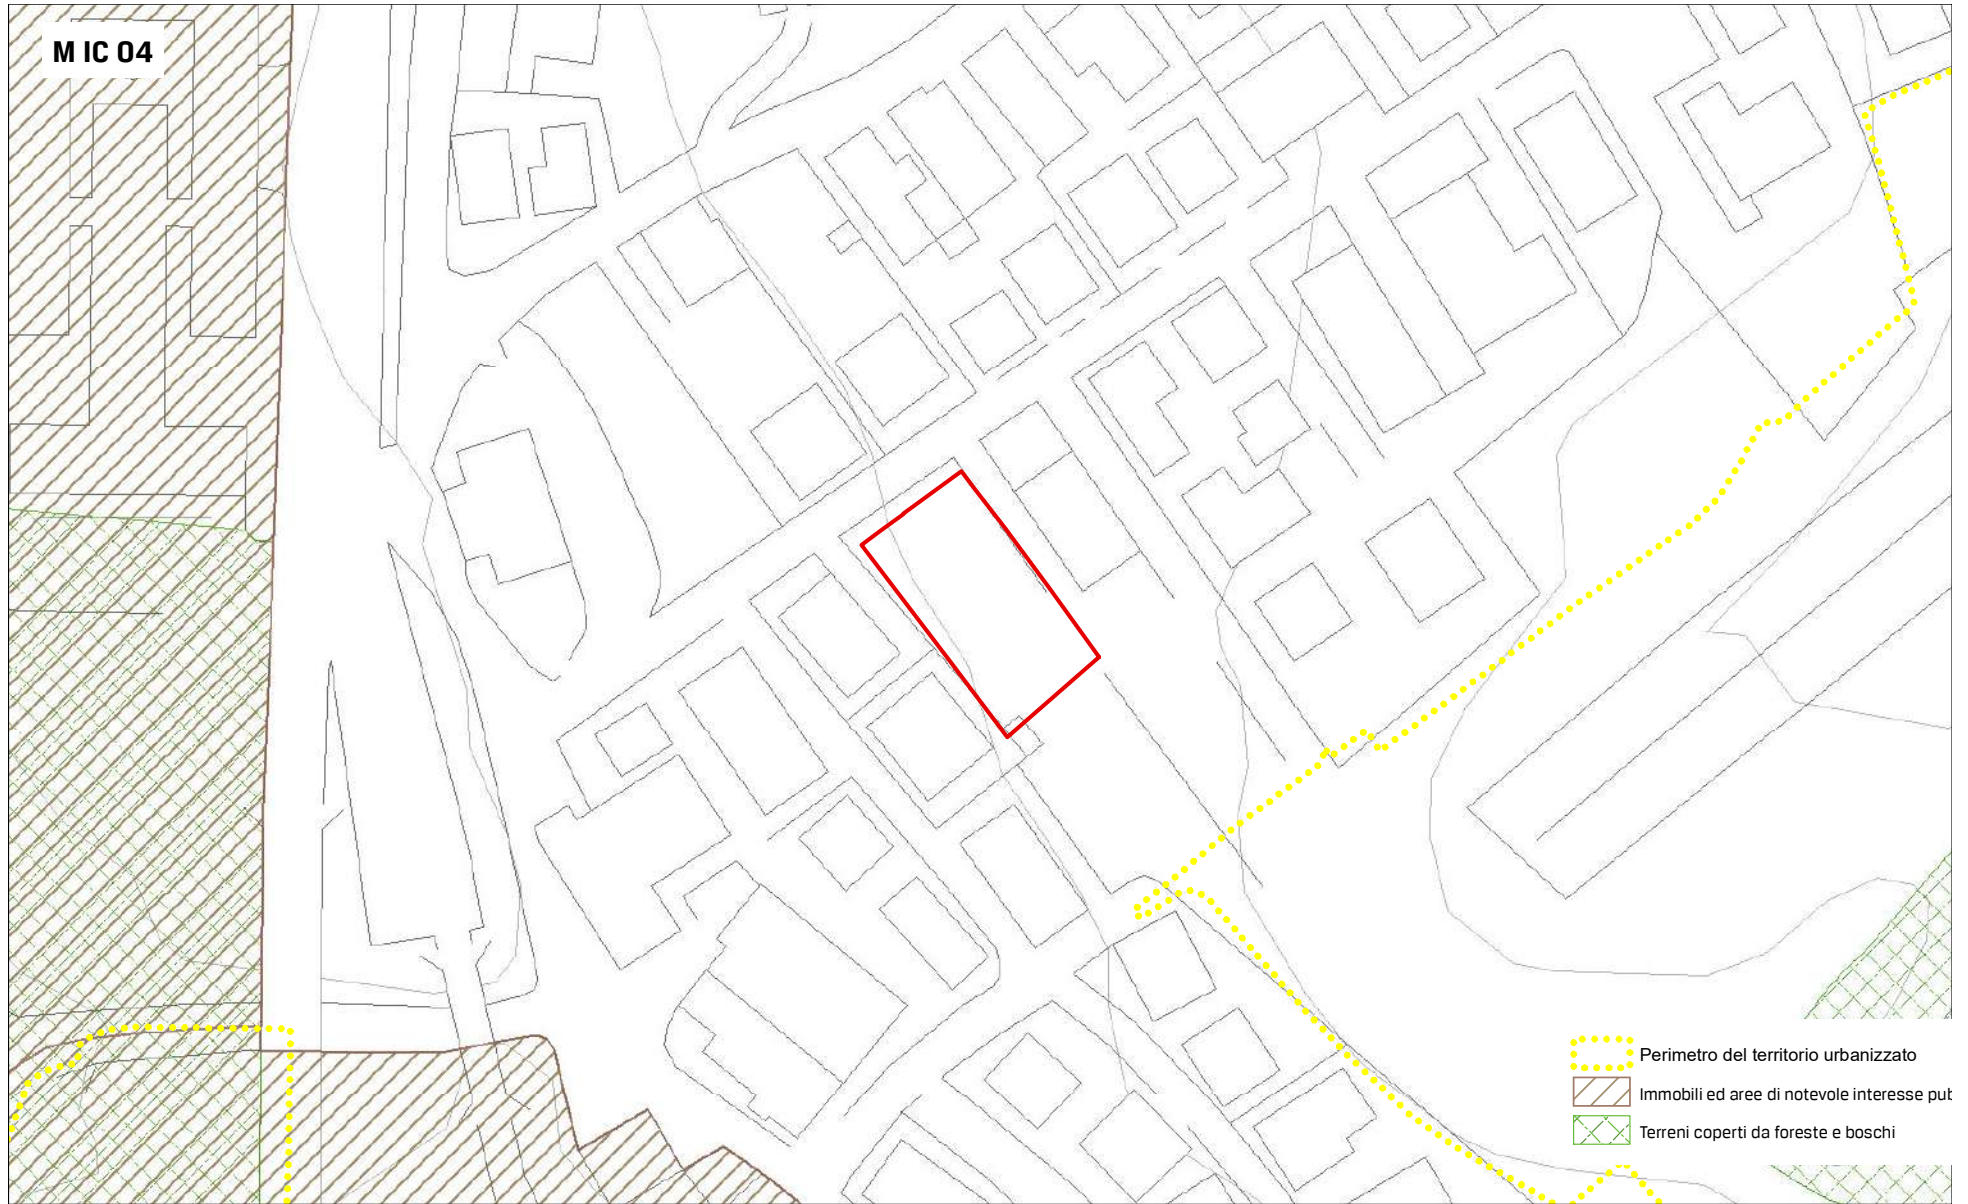 M IC 04
Perimetro del territorio urbanizzato
Immobili ed aree di notevole interesse pub
Terreni coperti da foreste e boschi